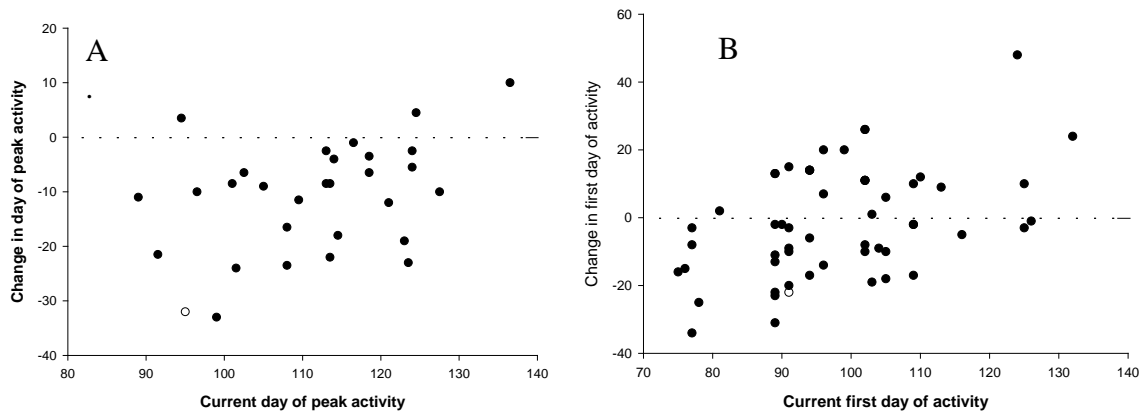 A
Change in day of peak activity
20
10
0
-10
-20
-30
-40
80 90 100 110 120 130 140
Current day of peak activity
B
Change in first day of activity
60
40
20
0
-20
-40
70 80 90 100 110 120 130 140
Current first day of activity